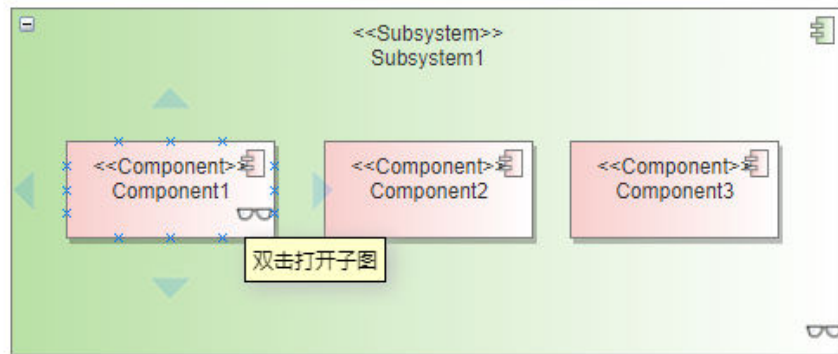 <<Subsystem>>
Subsystem1
<<Component>>
Component1
<<Component>>
Component2
<<Component>>
Component3
双击打开子图